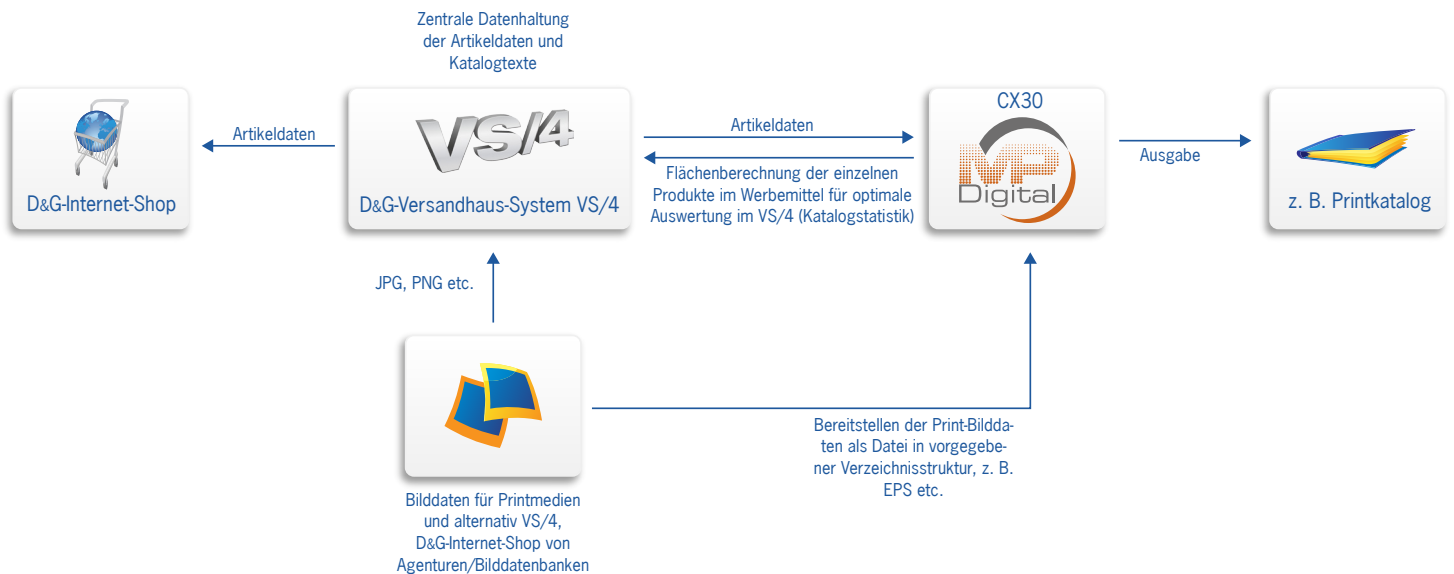 Zentrale Datenhaltung
der Artikeldaten und
Katalogtexte
D&G-Internet-Shop
Artikeldaten
VS/4
D&G-Versandhaus-System VS/4
Artikeldaten
Flächenberechnung der einzelnen
Produkte im Werbemittel für optimale
Auswertung im VS/4 (Katalogstatistik)
CX30
MP
Digital
Ausgabe
z. B. Printkatalog
JPG, PNG etc.
Bereitstellen der Print-Bildda-
ten als Datei in vorgegebe-
ner Verzeichnisstruktur, z. B.
EPS etc.
Bilddaten für Printmedien
und alternativ VS/4,
D&G-Internet-Shop von
Agenturen/Bilddatenbanken